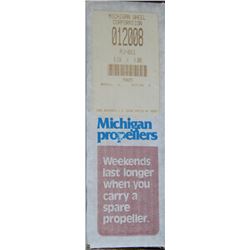 MICHIGAN WHEEL
CORPORATION
012008
Michigan
propellers
Weekends
last longer
when you
carry a
spare
propeller.